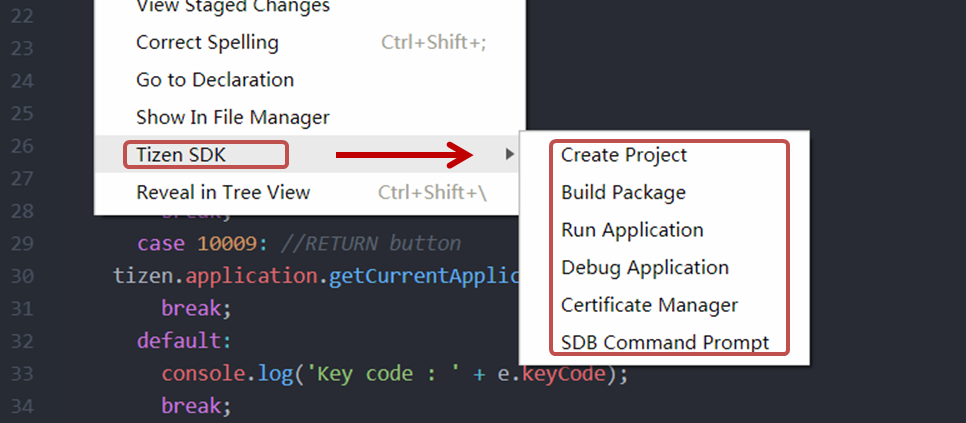 22
View Staged Changes
23
Correct Spelling Ctrl+Shift+;
24
Go to Declaration
25
Show In File Manager
26
Tizen SDK
Create Project
27
Reveal in Tree View Ctrl+Shift+\
Build Package
28 break;
Run Application
29 case 10009: //RETURN button
Debug Application
30 tizen.application.getCurrentApplic
31 break;
Certificate Manager
32 default:
SDB Command Prompt
33 console.log('Key code : ' + e.keyCode);
34 break;